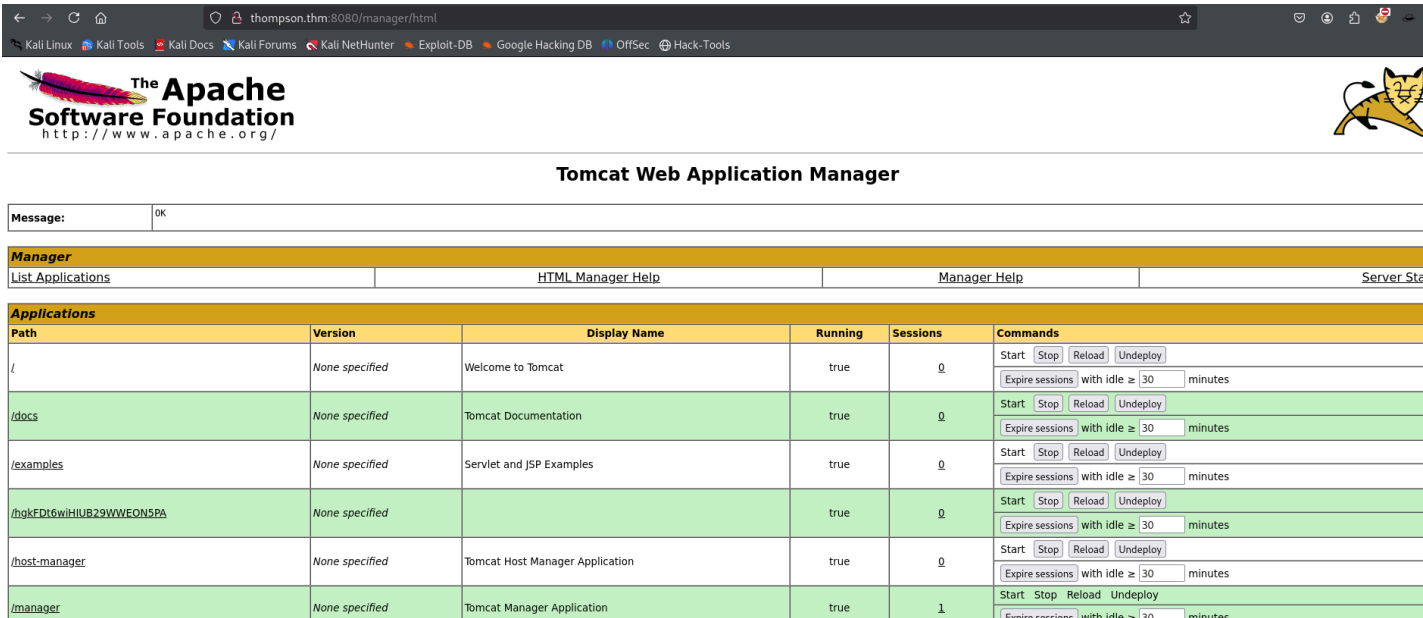 thompson.thm:8080/manager/html
Kali Linux Kali Tools Kali Docs Kali Forums Kali NetHunter Exploit-DB Google Hacking DB OffSec Hack-Tools
The Apache
Software Foundation
http://www.apache.org/
Tomcat Web Application Manager
Message: OK
Manager
List Applications HTML Manager Help Manager Help Server Sta
Applications
Path Version Display Name Running Sessions Commands
/ None specified Welcome to Tomcat true 0 Start Stop Reload Undeploy
Expire sessions with idle ≥ 30 minutes
/docs None specified Tomcat Documentation true 0 Start Stop Reload Undeploy
Expire sessions with idle ≥ 30 minutes
/examples None specified Servlet and JSP Examples true 0 Start Stop Reload Undeploy
Expire sessions with idle ≥ 30 minutes
/hgkFDt6wiHIUB29WWEON5PA None specified true 0 Start Stop Reload Undeploy
Expire sessions with idle ≥ 30 minutes
/host-manager None specified Tomcat Host Manager Application true 0 Start Stop Reload Undeploy
Expire sessions with idle ≥ 30 minutes
/manager None specified Tomcat Manager Application true 1 Start Stop Reload Undeploy
Expire sessions with idle ≥ 30 minutes